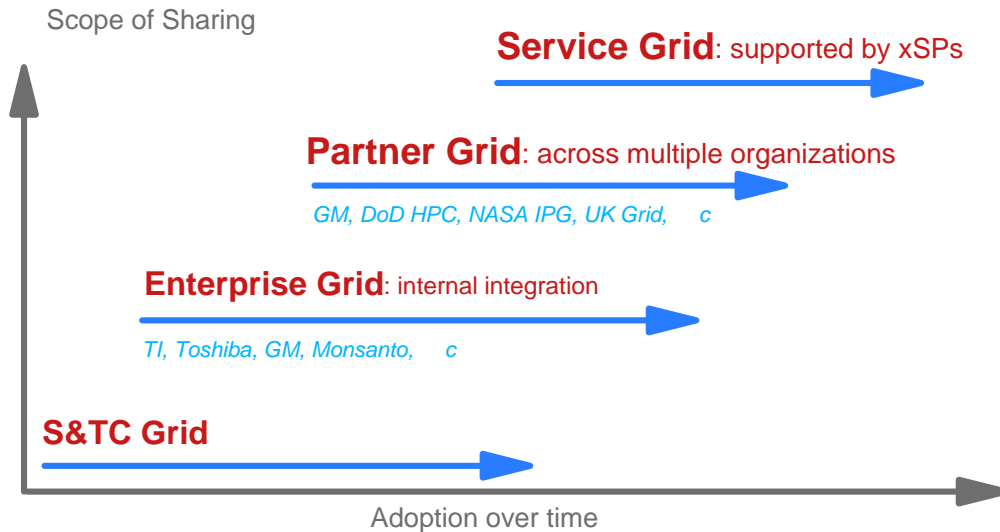 Scope of Sharing
Service Grid: supported by xSPs
Partner Grid: across multiple organizations
GM, DoD HPC, NASA IPG, UK Grid, c
Enterprise Grid: internal integration
TI, Toshiba, GM, Monsanto, c
S&TC Grid
Adoption over time